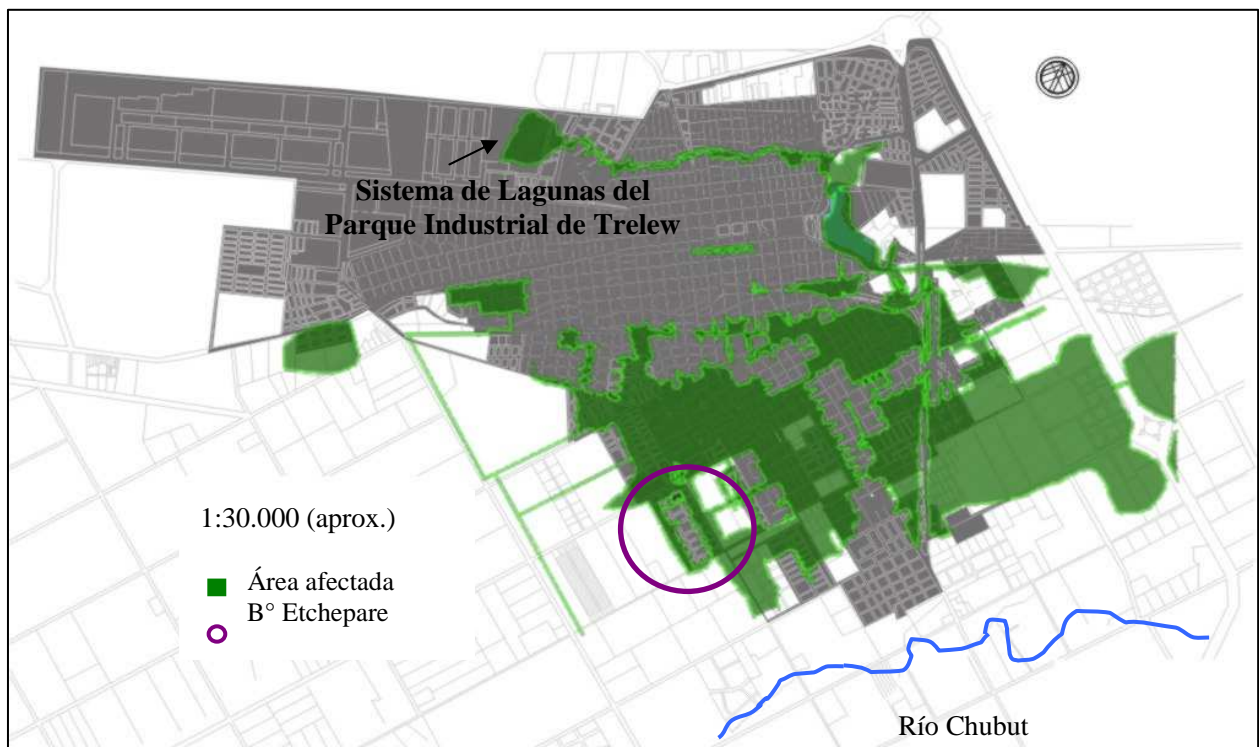 Sistema de Lagunas del
Parque Industrial de Trelew
1:30.000 (aprox.)
Área afectada
B° Etchepare
Río Chubut